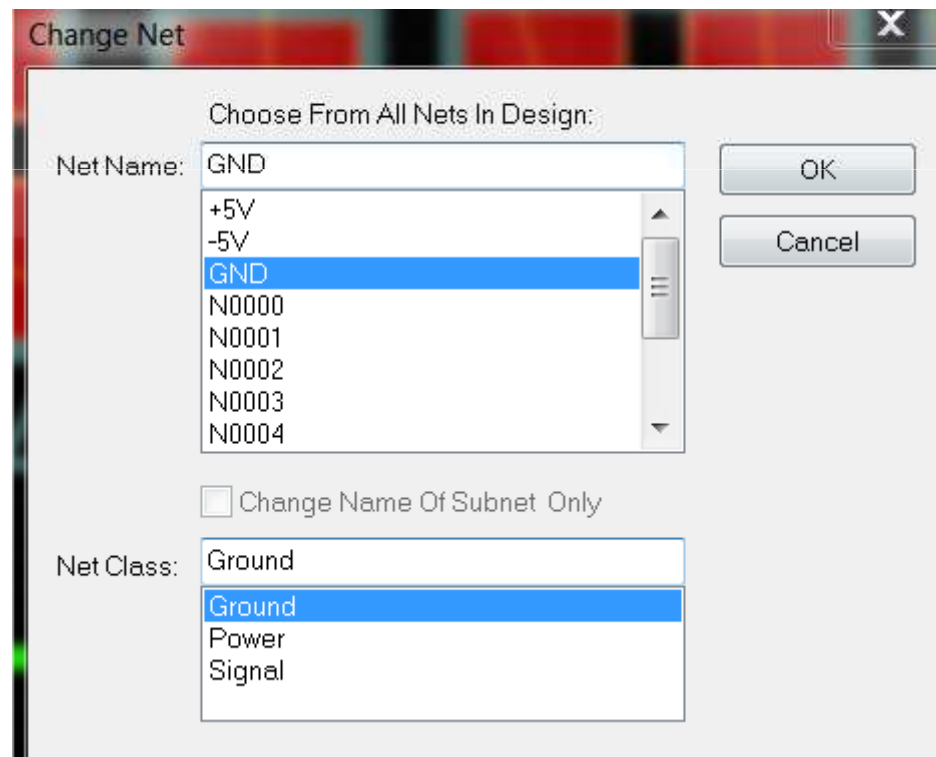 Change Net
Choose From All Nets In Design:
Net Name: GND
OK
+5V
-5V
Cancel
GND
N0000
N0001
N0002
N0003
N0004
Change Name Of Subnet Only
Net Class: Ground
Ground
Power
Signal